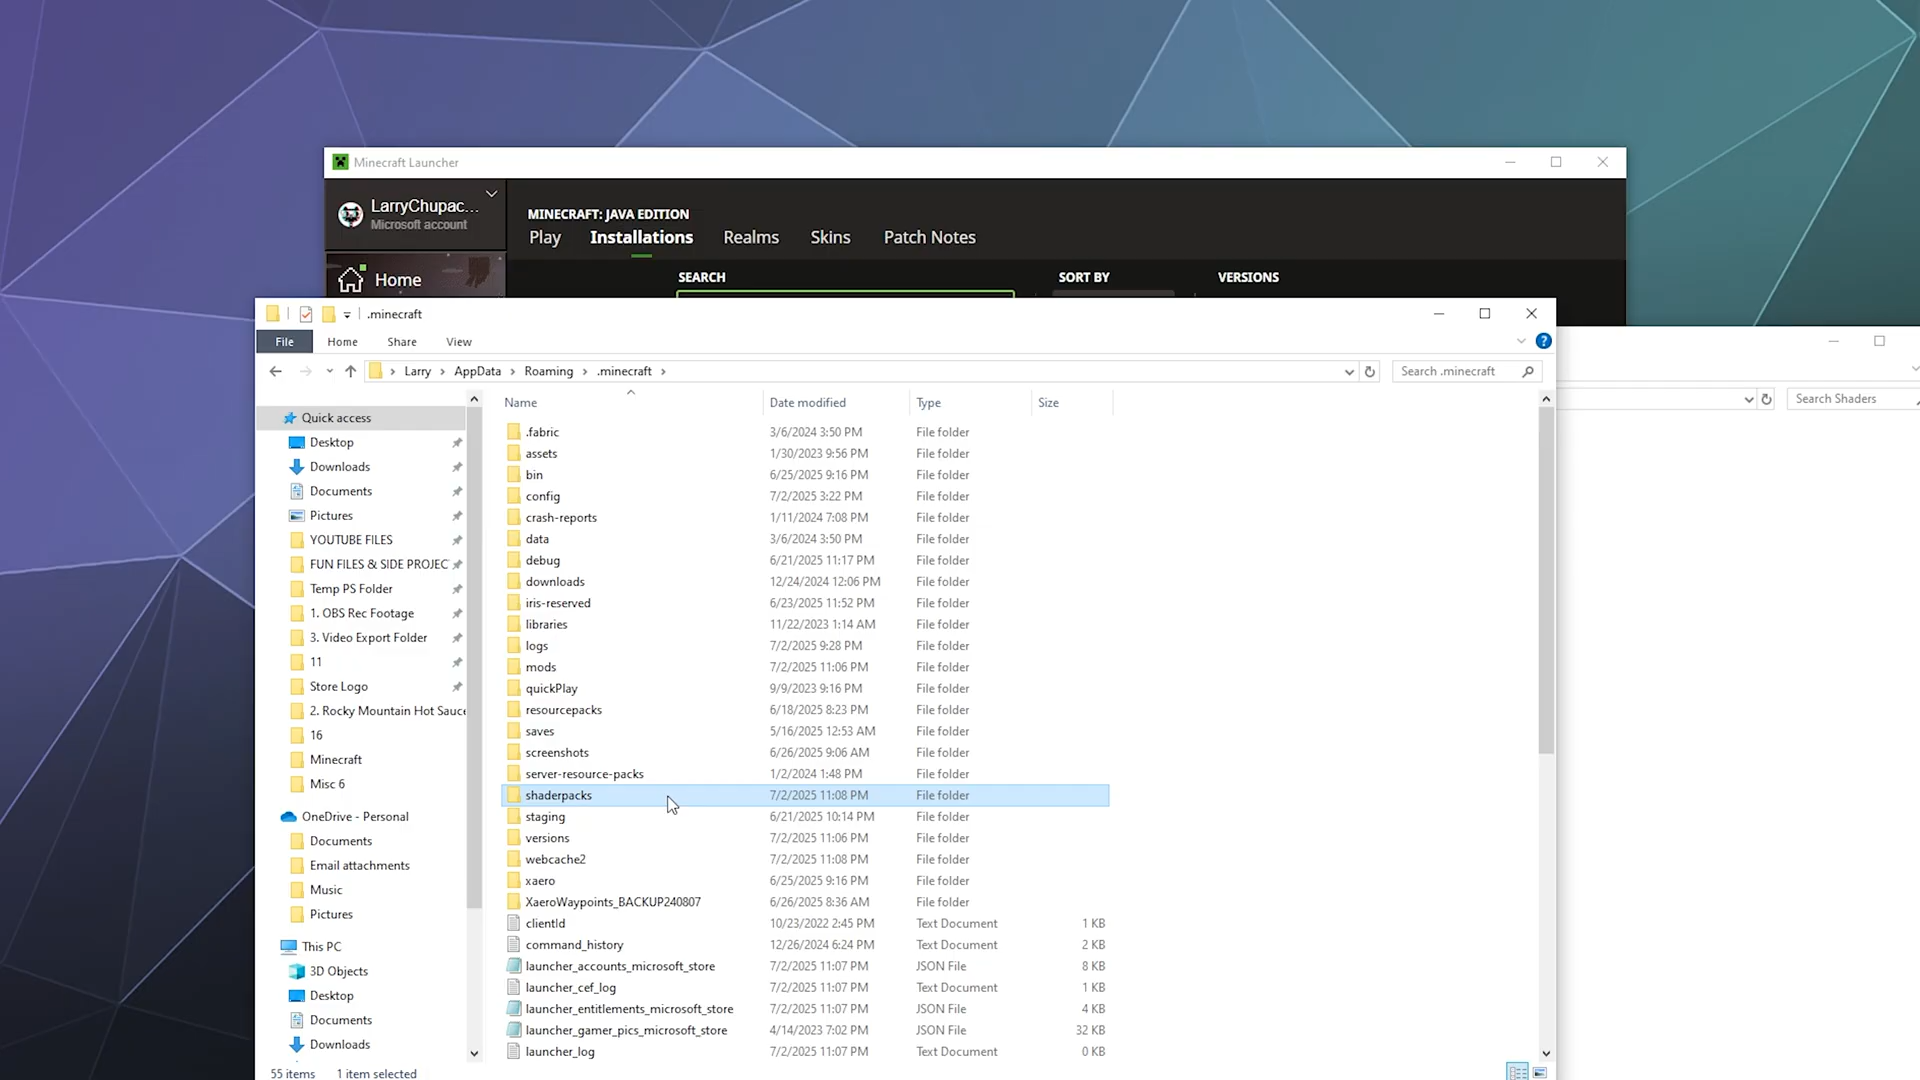 Minecraft Launcher
LarryChupac...
Microsoft account
MINECRAFT: JAVA EDITION
Play Installations Realms Skins Patch Notes
Home
SEARCH SORT BY VERSIONS
.minecraft
File Home Share View
Larry AppData Roaming .minecraft
Search .minecraft
Search Shaders
Name Date modified Type Size
Quick access
Desktop
Downloads
Documents
Pictures
YOUTUBE FILES
FUN FILES & SIDE PROJEC
Temp PS Folder
1. OBS Rec Footage
3. Video Export Folder
11
Store Logo
2. Rocky Mountain Hot Sauce
16
Minecraft
Misc 6
OneDrive - Personal
Documents
Email attachments
Music
Pictures
This PC
3D Objects
Desktop
Documents
Downloads
.fabric 3/6/2024 3:50 PM File folder
assets 1/30/2023 9:56 PM File folder
bin 6/25/2025 9:16 PM File folder
config 7/2/2025 3:22 PM File folder
crash-reports 1/11/2024 7:08 PM File folder
data 3/6/2024 3:50 PM File folder
debug 6/21/2025 11:17 PM File folder
downloads 12/24/2024 12:06 PM File folder
iris-reserved 6/23/2025 11:52 PM File folder
libraries 11/22/2023 1:14 AM File folder
logs 7/2/2025 9:28 PM File folder
mods 7/2/2025 11:06 PM File folder
quickPlay 9/9/2023 9:16 PM File folder
resourcepacks 6/18/2025 8:23 PM File folder
saves 5/16/2025 12:53 AM File folder
screenshots 6/26/2025 9:06 AM File folder
server-resource-packs 1/2/2024 1:48 PM File folder
shaderpacks 7/2/2025 11:08 PM File folder
staging 6/21/2025 10:14 PM File folder
versions 7/2/2025 11:06 PM File folder
webcache2 7/2/2025 11:08 PM File folder
xaero 6/25/2025 9:16 PM File folder
XaeroWaypoints_BACKUP240807 6/26/2025 8:36 AM File folder
clientId 10/23/2022 2:45 PM Text Document 1 KB
command_history 12/26/2024 6:24 PM Text Document 2 KB
launcher_accounts_microsoft_store 7/2/2025 11:07 PM JSON File 8 KB
launcher_cef_log 7/2/2025 11:07 PM Text Document 1 KB
launcher_entitlements_microsoft_store 7/2/2025 11:07 PM JSON File 4 KB
launcher_gamer_pics_microsoft_store 4/14/2023 7:02 PM JSON File 32 KB
launcher_log 7/2/2025 11:07 PM Text Document 0 KB
55 items 1 item selected